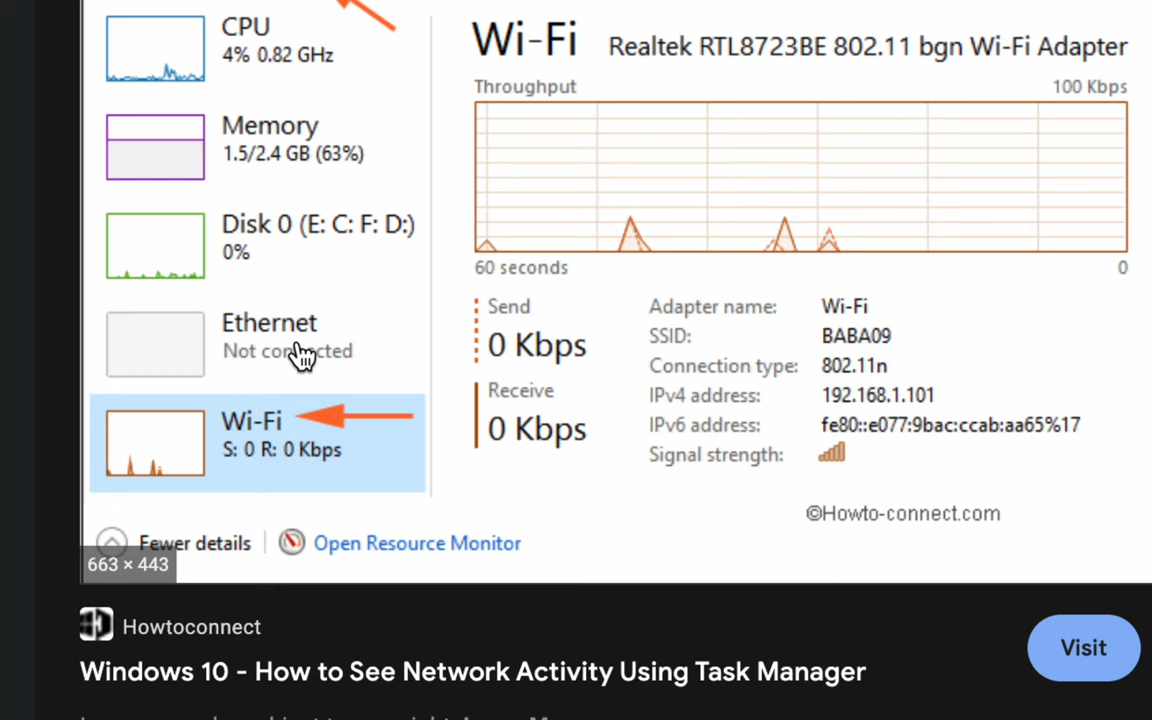 CPU
4% 0.82 GHz
Memory
1.5/2.4 GB (63%)
Disk 0 (E: C: F: D:)
0%
Ethernet
Not connected
Wi-Fi
S: 0 R: 0 Kbps
Wi-Fi Realtek RTL8723BE 802.11 bgn Wi-Fi Adapter
Throughput 100 Kbps
60 seconds 0
Send
0 Kbps
Receive
0 Kbps
Adapter name: Wi-Fi
SSID: BABA09
Connection type: 802.11n
IPv4 address: 192.168.1.101
IPv6 address: fe80::e077:9bac:ccab:aa65%17
Signal strength:
©Howto-connect.com
Fewer details Open Resource Monitor
663 × 443
Howtoconnect
Visit
Windows 10 - How to See Network Activity Using Task Manager